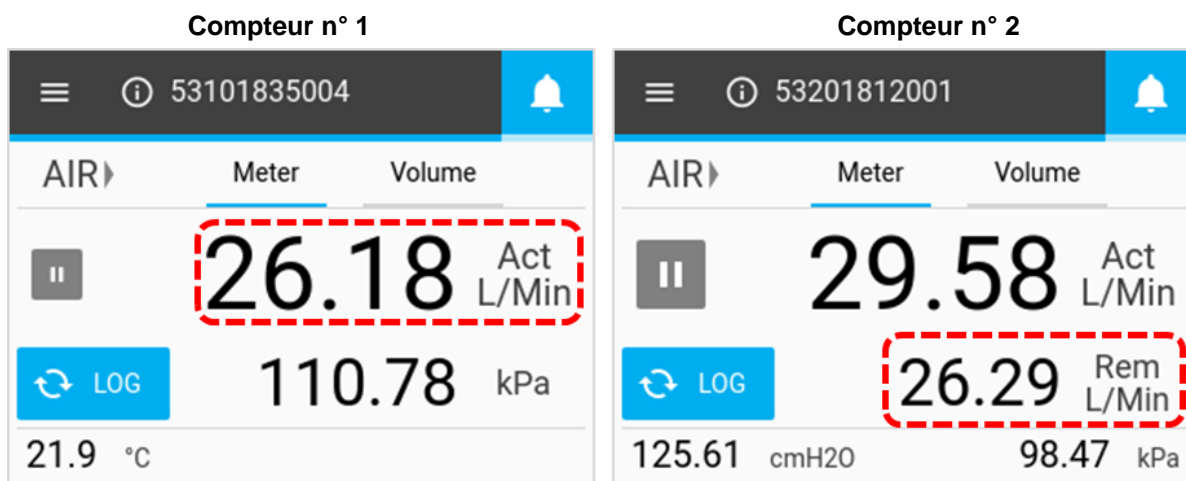 Compteur n° 1
53101835004
AIR
Meter
Volume
26.18 Act L/Min
LOG
110.78 kPa
21.9 °C
Compteur n° 2
53201812001
AIR
Meter
Volume
29.58 Act L/Min
LOG
26.29 Rem L/Min
125.61 cmH2O
98.47 kPa